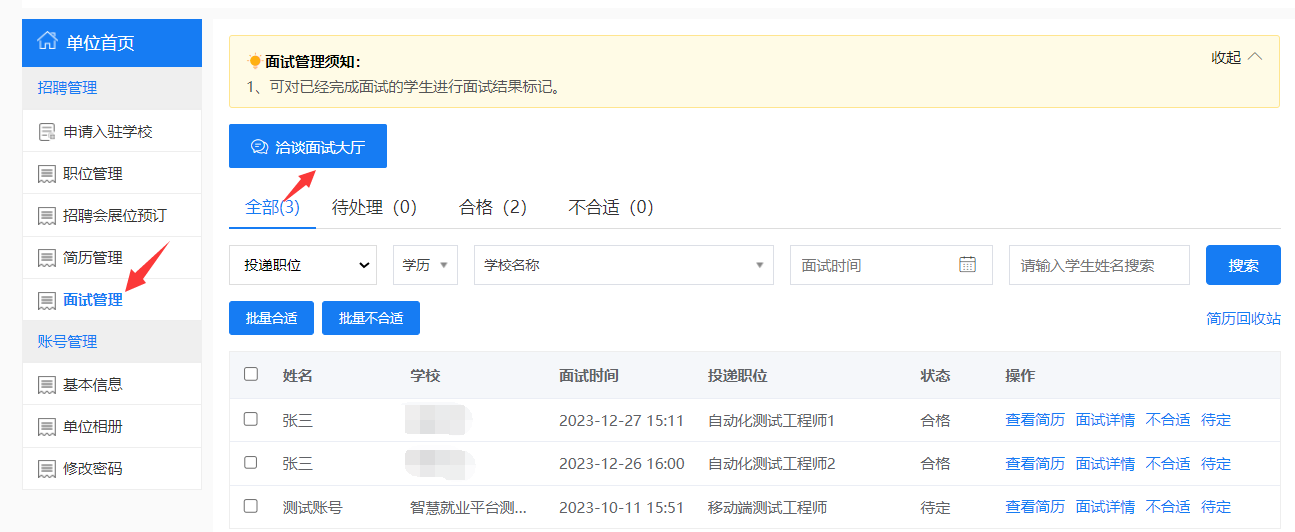 单位首页
招聘管理
申请入驻学校
职位管理
招聘会展位预订
简历管理
面试管理
账号管理
基本信息
单位相册
修改密码
面试管理须知: 收起
1、可对已经完成面试的学生进行面试结果标记。
洽谈面试大厅
全部(3) 待处理（0） 合格（2） 不合适（0）
投递职位 学历 学校名称 面试时间 请输入学生姓名搜索 搜索
批量合适 批量不合适 简历回收站
姓名 学校 面试时间 投递职位 状态 操作
张三 2023-12-27 15:11 自动化测试工程师1 合格 查看简历 面试详情 不合适 待定
张三 2023-12-26 16:00 自动化测试工程师2 合格 查看简历 面试详情 不合适 待定
测试账号 智慧就业平台测... 2023-10-11 15:51 移动端测试工程师 待定 查看简历 面试详情 不合适 待定